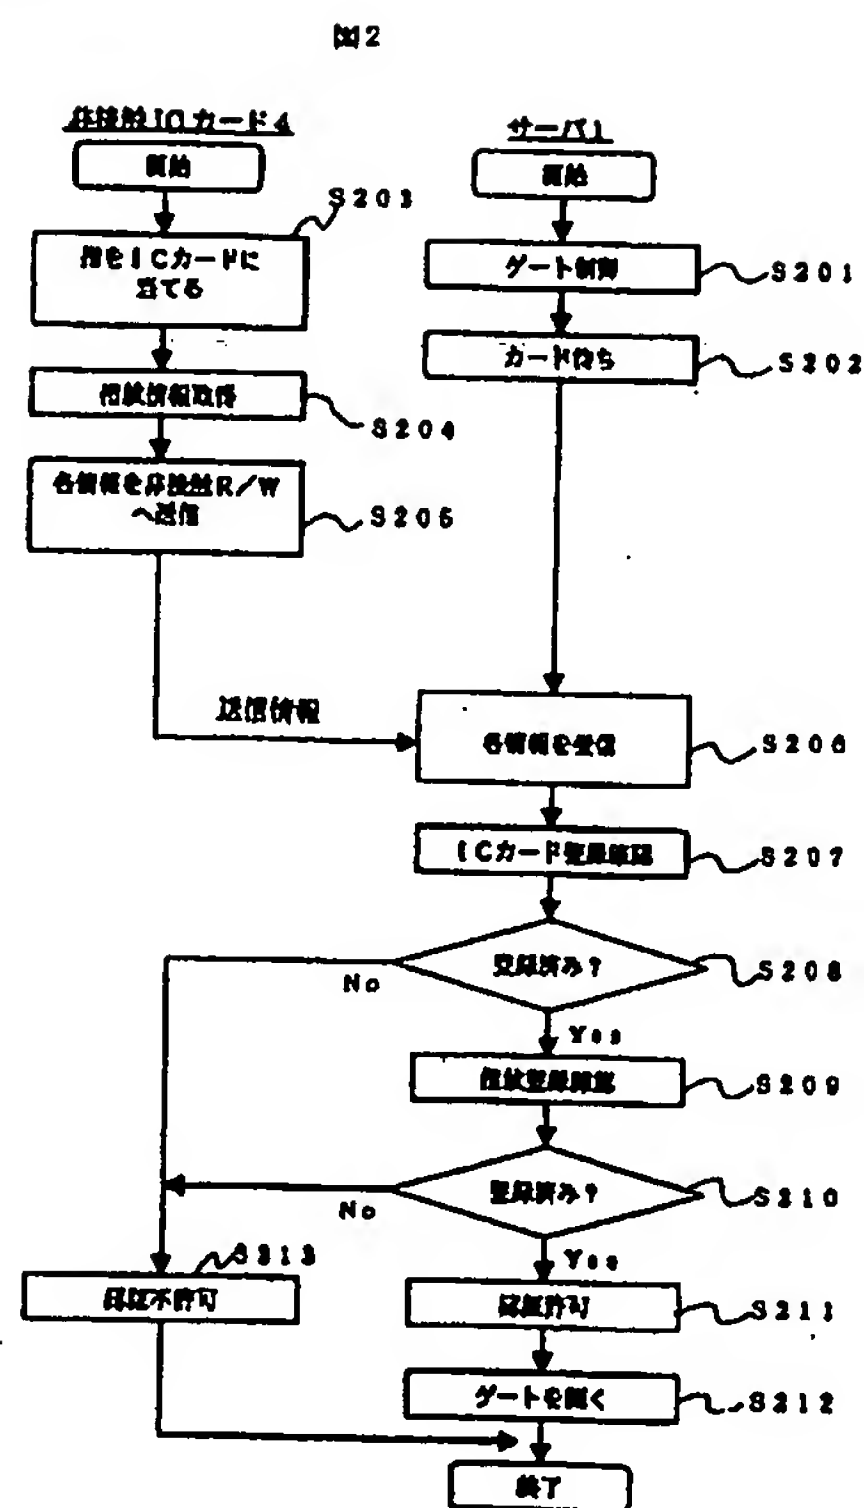 図2
非接触ICカード4
サーバ1
開始
開始
S203
指をICカードに
当てる
ゲート制御
S201
カード待ち
S202
指紋情報取得
S204
各情報を非接触R/W
へ送信
S205
送信情報
各情報を受信
S206
ICカード登録確認
S207
登録済み?
S208
No
Yes
指紋登録確認
S209
登録済み?
S210
No
Yes
S213
認証不許可
認証許可
S211
ゲートを開く
S212
終了